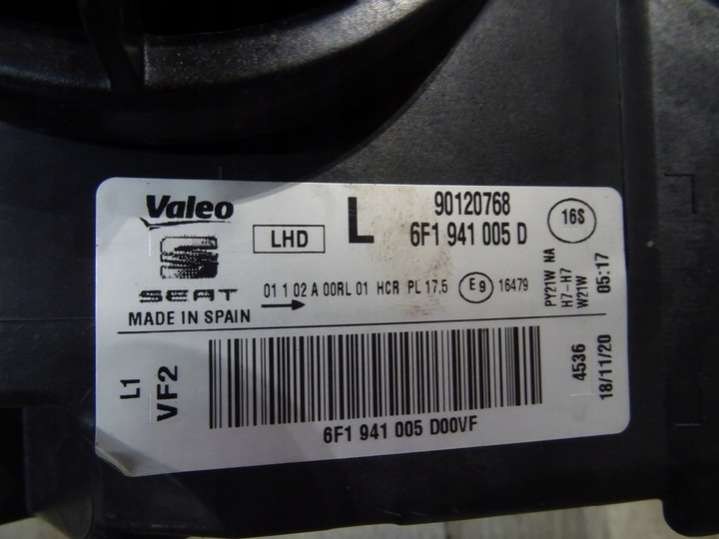 Valeo
SEAT
MADE IN SPAIN
LHD
L
90120768
6F1 941 005 D
16S
01 1 02 A 00RL 01 HCR PL 17,5
E9 16479
PY21W NA
H7-H7
W21W
05:17
4536
18/11/20
L1
VF2
6F1 941 005 D00VF